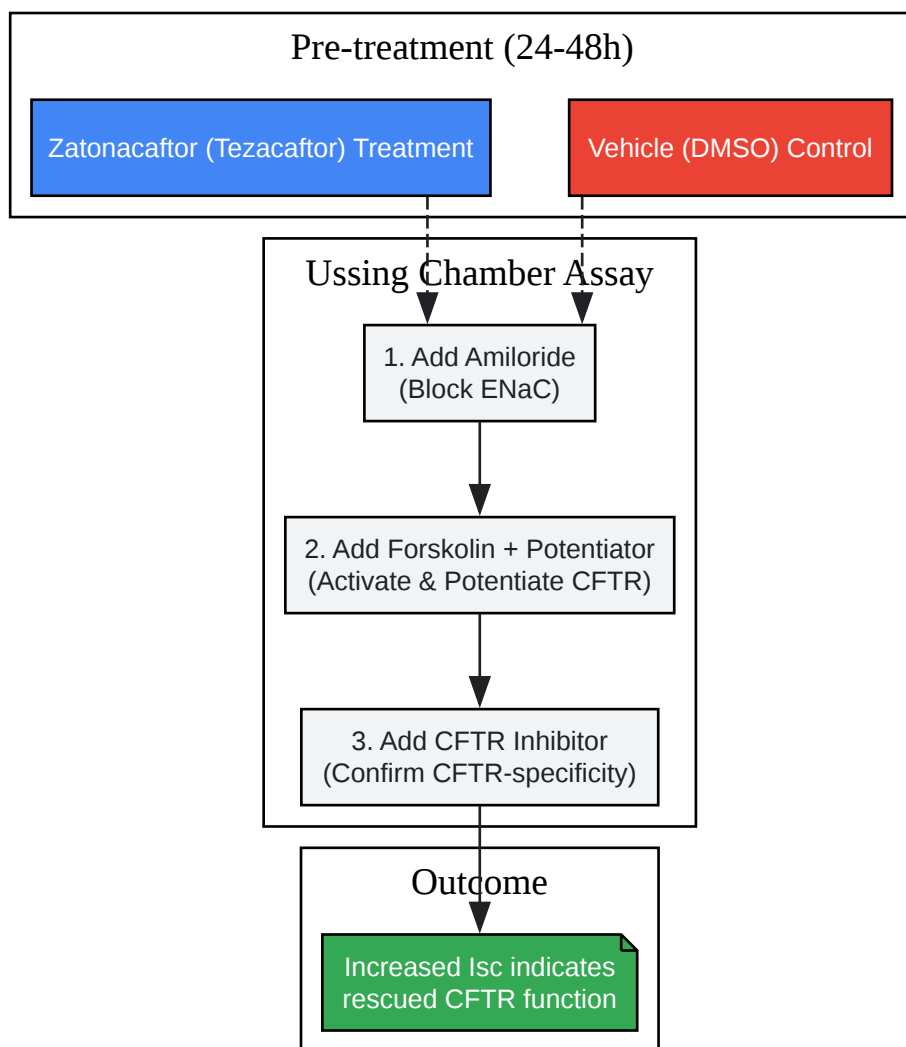 Pre-treatment (24-48h)
Zatonacaftor (Tezacaftor) Treatment
Vehicle (DMSO) Control
Ussing Chamber Assay
1. Add Amiloride
(Block ENaC)
2. Add Forskolin + Potentiator
(Activate & Potentiate CFTR)
3. Add CFTR Inhibitor
(Confirm CFTR-specificity)
Outcome
Increased Isc indicates
rescued CFTR function